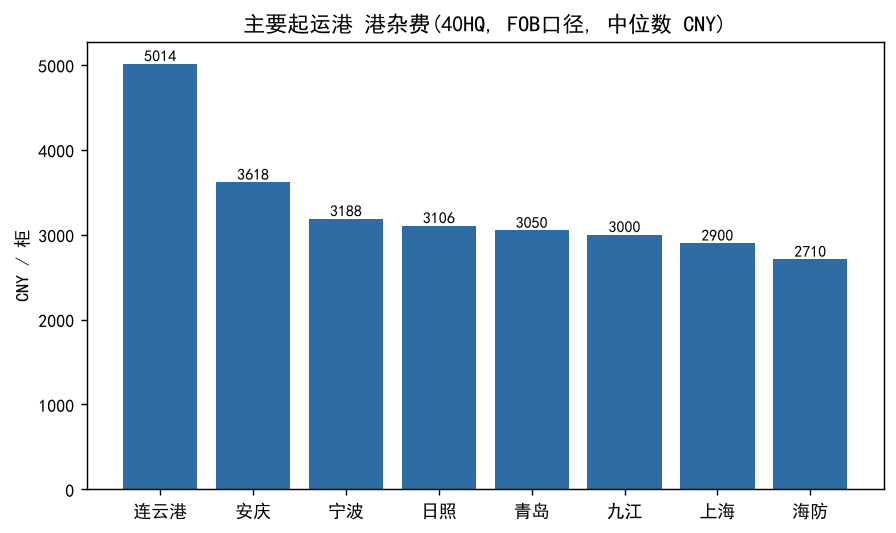 主要起运港 港杂费(40HQ, FOB口径, 中位数 CNY)
CNY / 柜
5000
4000
3000
2000
1000
0
5014
3618
3188
3106
3050
3000
2900
2710
连云港
安庆
宁波
日照
青岛
九江
上海
海防